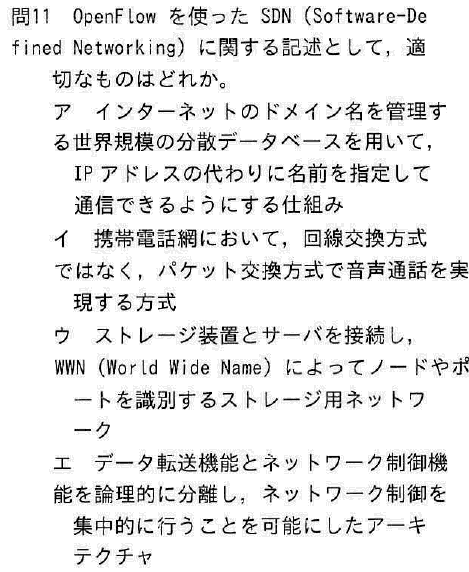 問11 OpenFlow を使った SDN (Software-De
fined Networking) に関する記述として，適
切なものはどれか。
ア インターネットのドメイン名を管理す
る世界規模の分散データベースを用いて，
IP アドレスの代わりに名前を指定して
通信できるようにする仕組み
イ 携帯電話網において，回線交換方式
ではなく，パケット交換方式で音声通話を実
現する方式
ウ ストレージ装置とサーバを接続し，
WWN (World Wide Name) によってノードやポ
ートを識別するストレージ用ネットワ
ーク
エ データ転送機能とネットワーク制御機
能を論理的に分離し，ネットワーク制御を
集中的に行うことを可能にしたアーキ
テクチャ